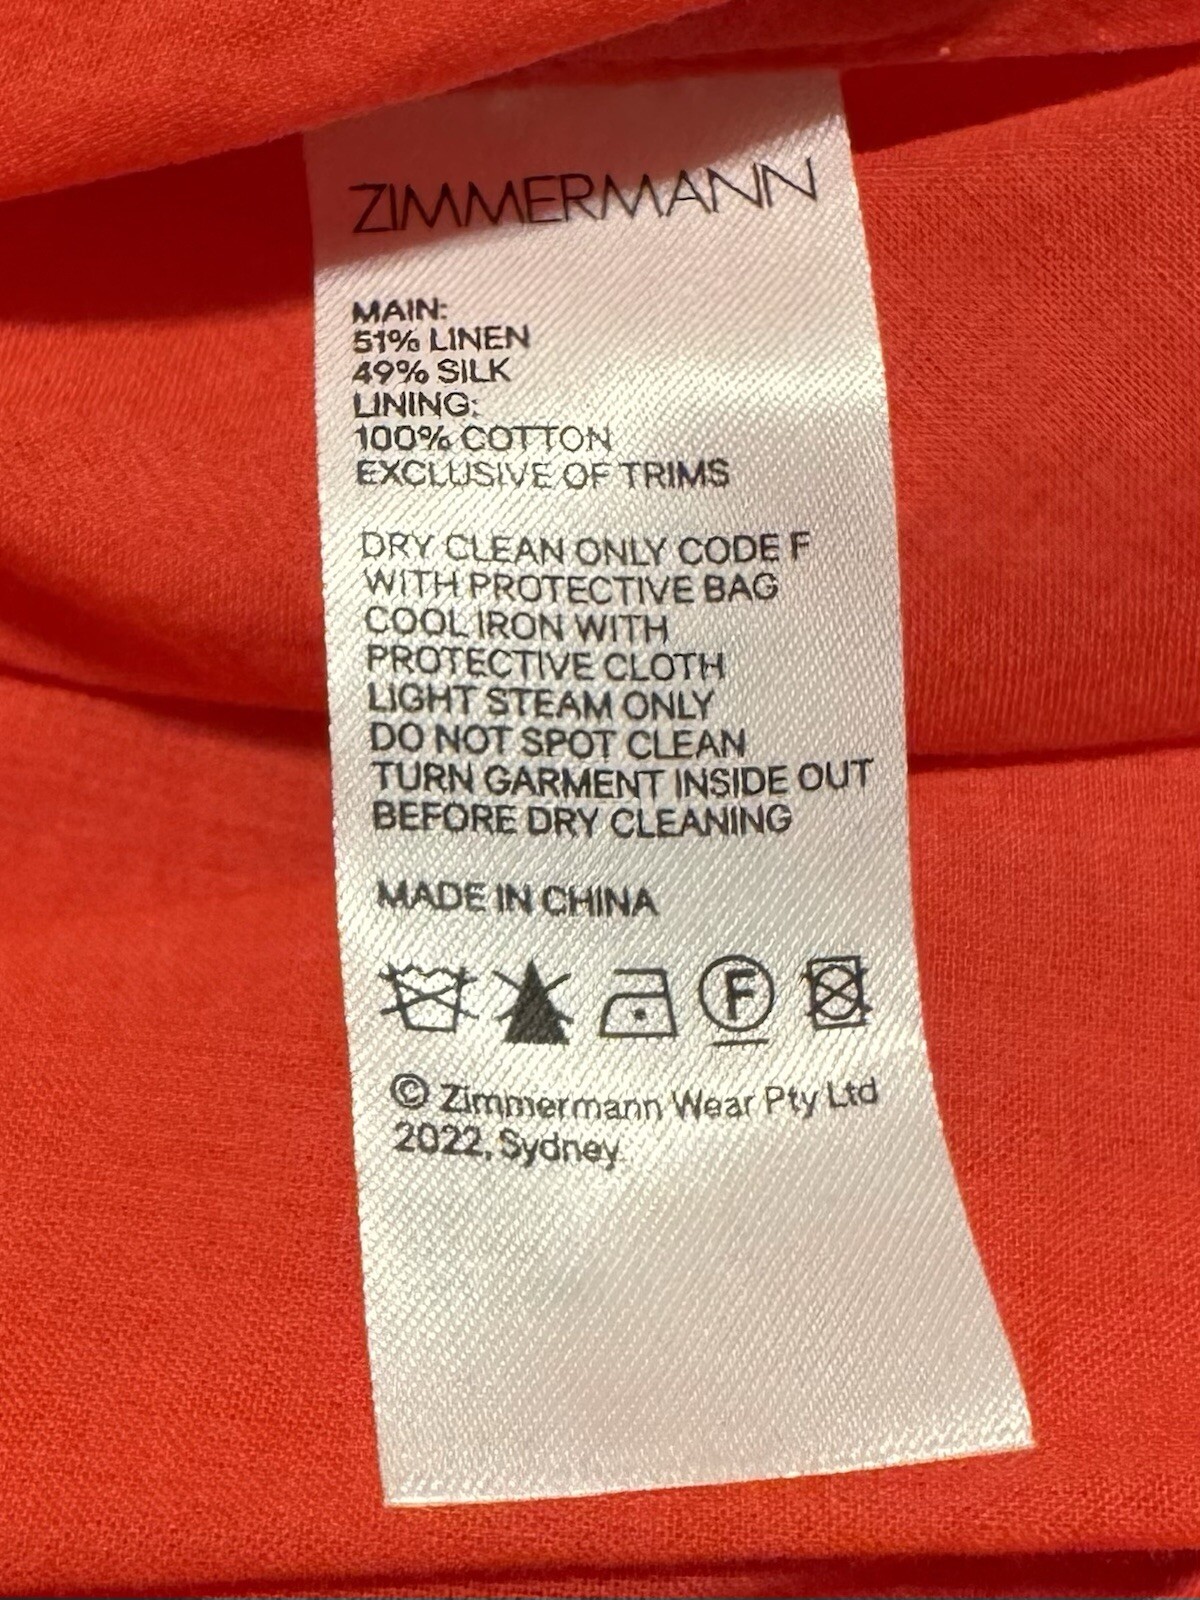 ZIMMERMANN
MAIN:
51% LINEN
49% SILK
LINING:
100% COTTON
EXCLUSIVE OF TRIMS
DRY CLEAN ONLY CODE F
WITH PROTECTIVE BAG
COOL IRON WITH
PROTECTIVE CLOTH
LIGHT STEAM ONLY
DO NOT SPOT CLEAN
TURN GARMENT INSIDE OUT
BEFORE DRY CLEANING
MADE IN CHINA
F
© Zimmermann Wear Pty Ltd
2022, Sydney.